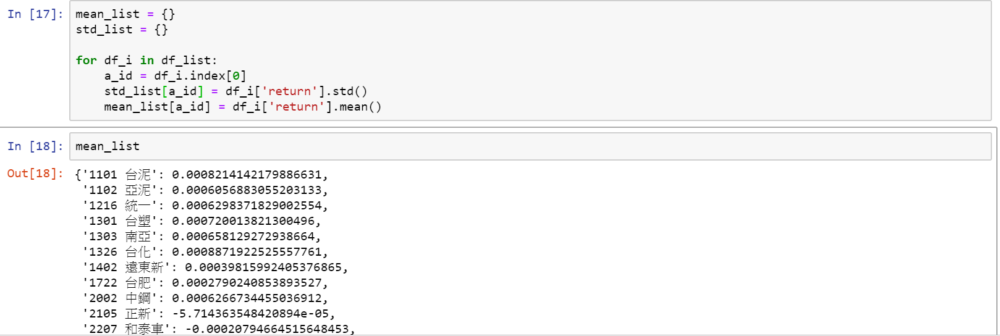 In [17]: mean_list = {}
std_list = {}
for df_i in df_list:
a_id = df_i.index[0]
std_list[a_id] = df_i['return'].std()
mean_list[a_id] = df_i['return'].mean()
In [18]: mean_list
Out[18]: {'1101 台泥': 0.0008214142179886631,
'1102 亞泥': 0.0006056883055203133,
'1216 統一': 0.0006298371829002554,
'1301 台塑': 0.000720013821300496,
'1303 南亞': 0.000658129272938664,
'1326 台化': 0.0008871922525557761,
'1402 遠東新': 0.00039815992405376865,
'1722 台肥': 0.0002790240853893527,
'2002 中鋼': 0.0006266734455036912,
'2105 正新': -5.714363548420894e-05,
'2207 和泰車': -0.00020794664515648453,